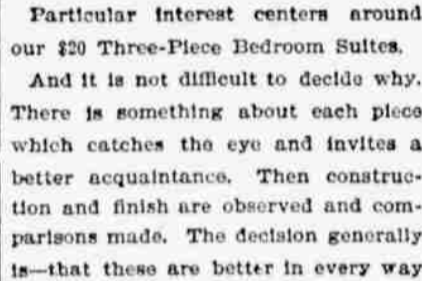 Particular interest centers around
our $20 Three-Piece Bedroom Suites.
And it is not difficult to decide why.
There is something about each piece
which catches the eye and invites a
better acquaintance. Then construc-
tion and finish are observed and com-
parisons made. The decision generally
is—that these are better in every way